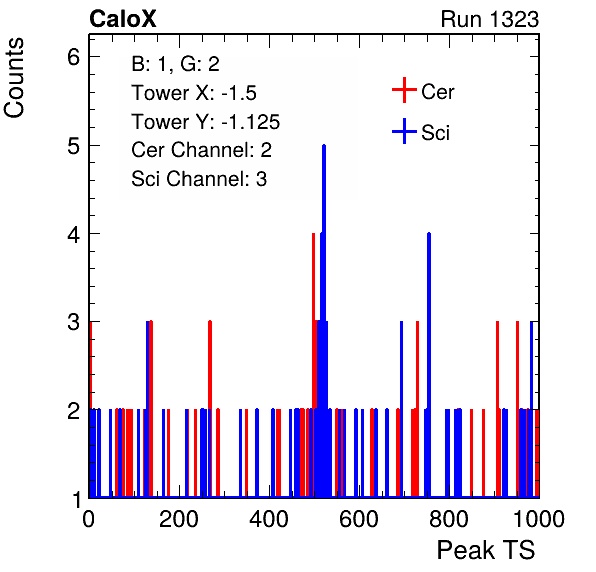 CaloX Run 1323
Counts
B: 1, G: 2
Tower X: -1.5
Tower Y: -1.125
Cer Channel: 2
Sci Channel: 3
Cer
Sci
6
5
4
3
2
1
0 200 400 600 800 1000
Peak TS